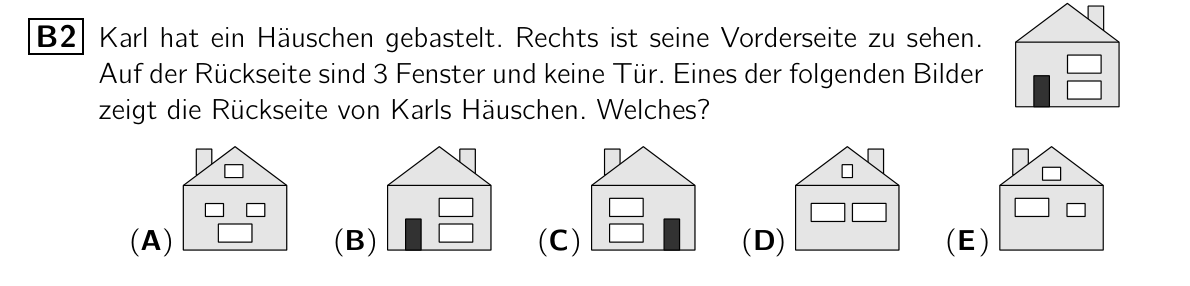 B2 Karl hat ein Häuschen gebastelt. Rechts ist seine Vorderseite zu sehen.
Auf der Rückseite sind 3 Fenster und keine Tür. Eines der folgenden Bilder
zeigt die Rückseite von Karls Häuschen. Welches?
(A) (B) (C) (D) (E)